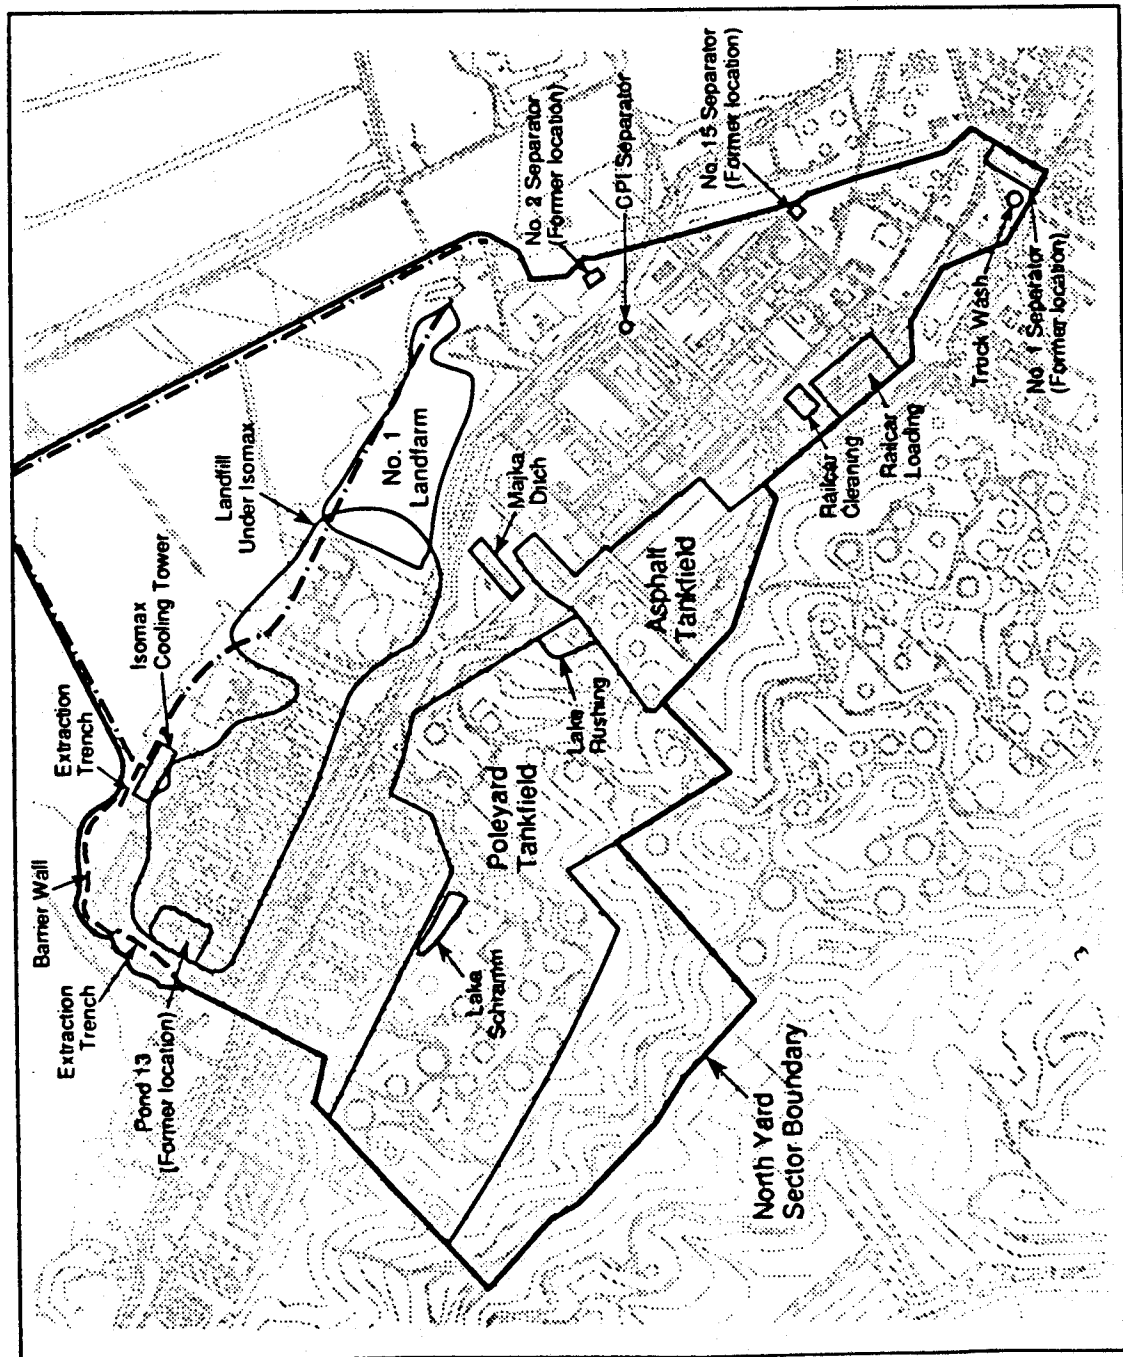 Barrier Wall
Extraction
Trench
Extraction
Trench
Pond 13
(Former location)
Isomax
Cooling Tower
Landfill
Under Isomax
No. 1
Landfarm
No. 2 Separator
(Former location)
CPI Separator
No. 15 Separator
(Former location)
Majka
Ditch
Lake
Schramm
Poleyard
Tankfield
Lake
Rushing
Asphalt
Tankfield
Railcar
Cleaning
Railcar
Loading
Truck Wash
No. 1 Separator
(Former location)
North Yard
Sector Boundary